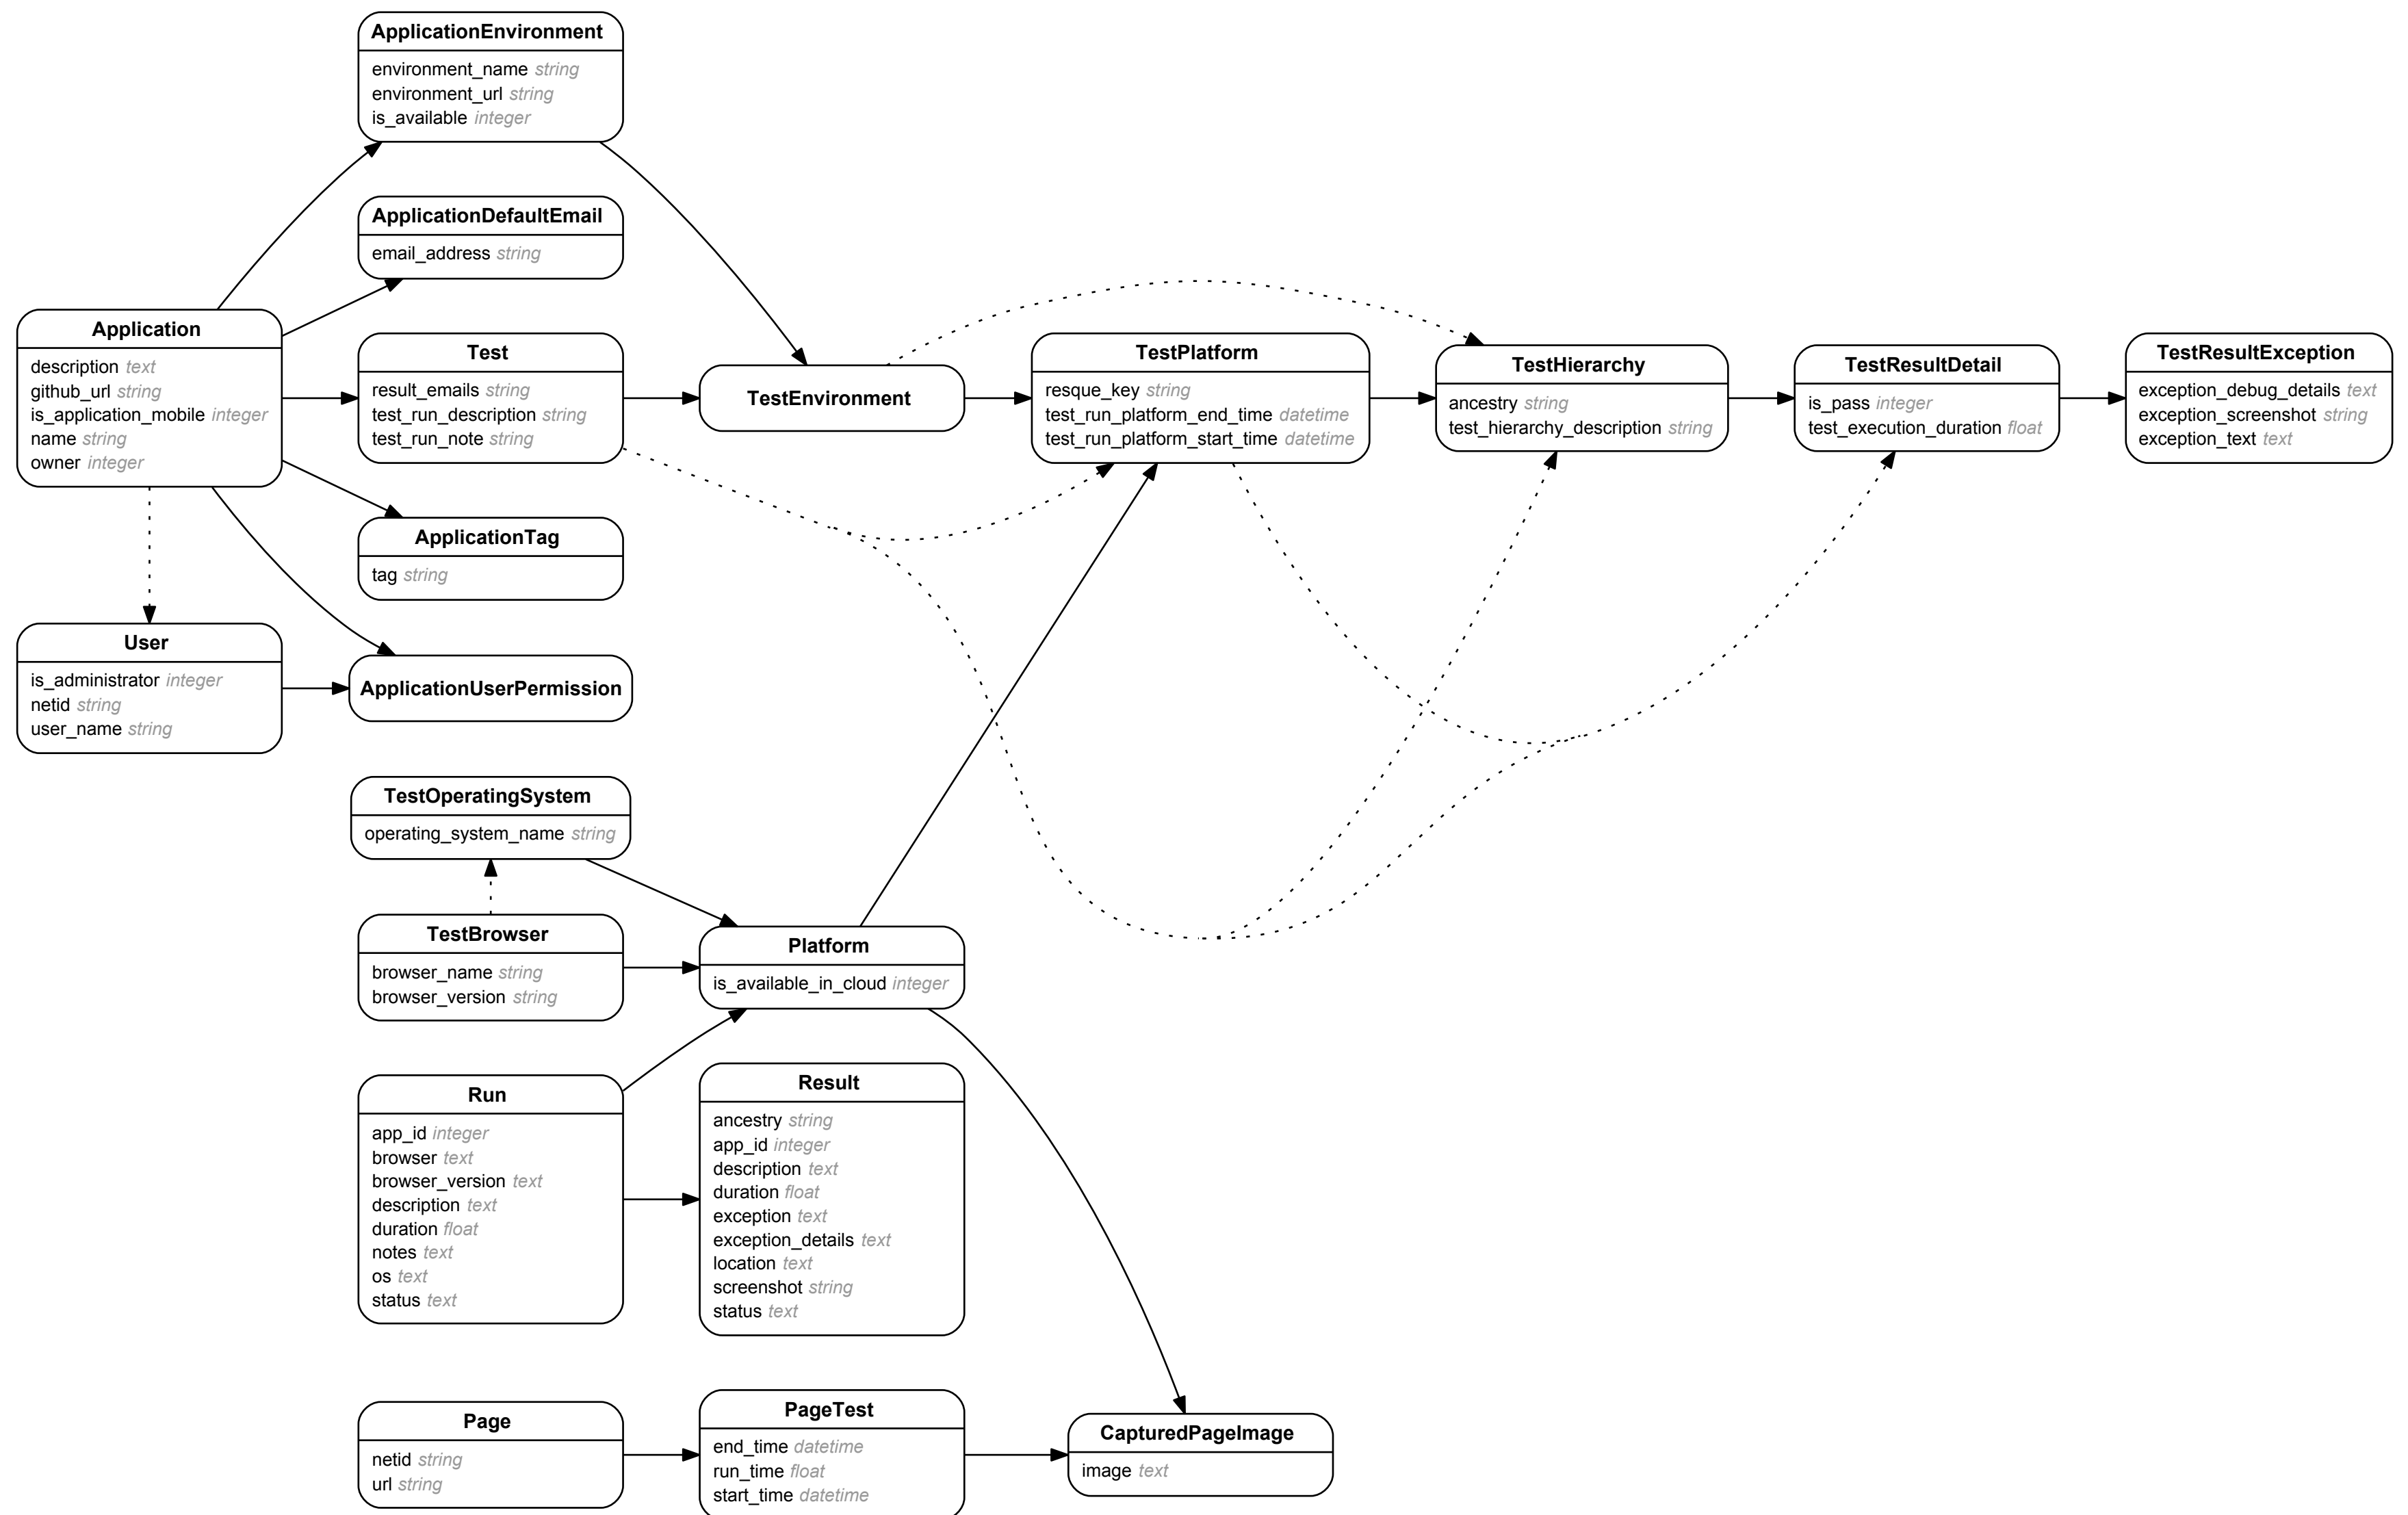 ApplicationEnvironment
environment_name string
environment_url string
is_available integer
ApplicationDefaultEmail
email_address string
Application
description text
github_url string
is_application_mobile integer
name string
owner integer
Test
result_emails string
test_run_description string
test_run_note string
TestEnvironment
TestPlatform
resque_key string
test_run_platform_end_time datetime
test_run_platform_start_time datetime
TestHierarchy
ancestry string
test_hierarchy_description string
TestResultDetail
is_pass integer
test_execution_duration float
TestResultException
exception_debug_details text
exception_screenshot string
exception_text text
ApplicationTag
tag string
User
is_administrator integer
netid string
user_name string
ApplicationUserPermission
TestOperatingSystem
operating_system_name string
TestBrowser
browser_name string
browser_version string
Platform
is_available_in_cloud integer
Run
app_id integer
browser text
browser_version text
description text
duration float
notes text
os text
status text
Result
ancestry string
app_id integer
description text
duration float
exception text
exception_details text
location text
screenshot string
status text
Page
netid string
url string
PageTest
end_time datetime
run_time float
start_time datetime
CapturedPageImage
image text